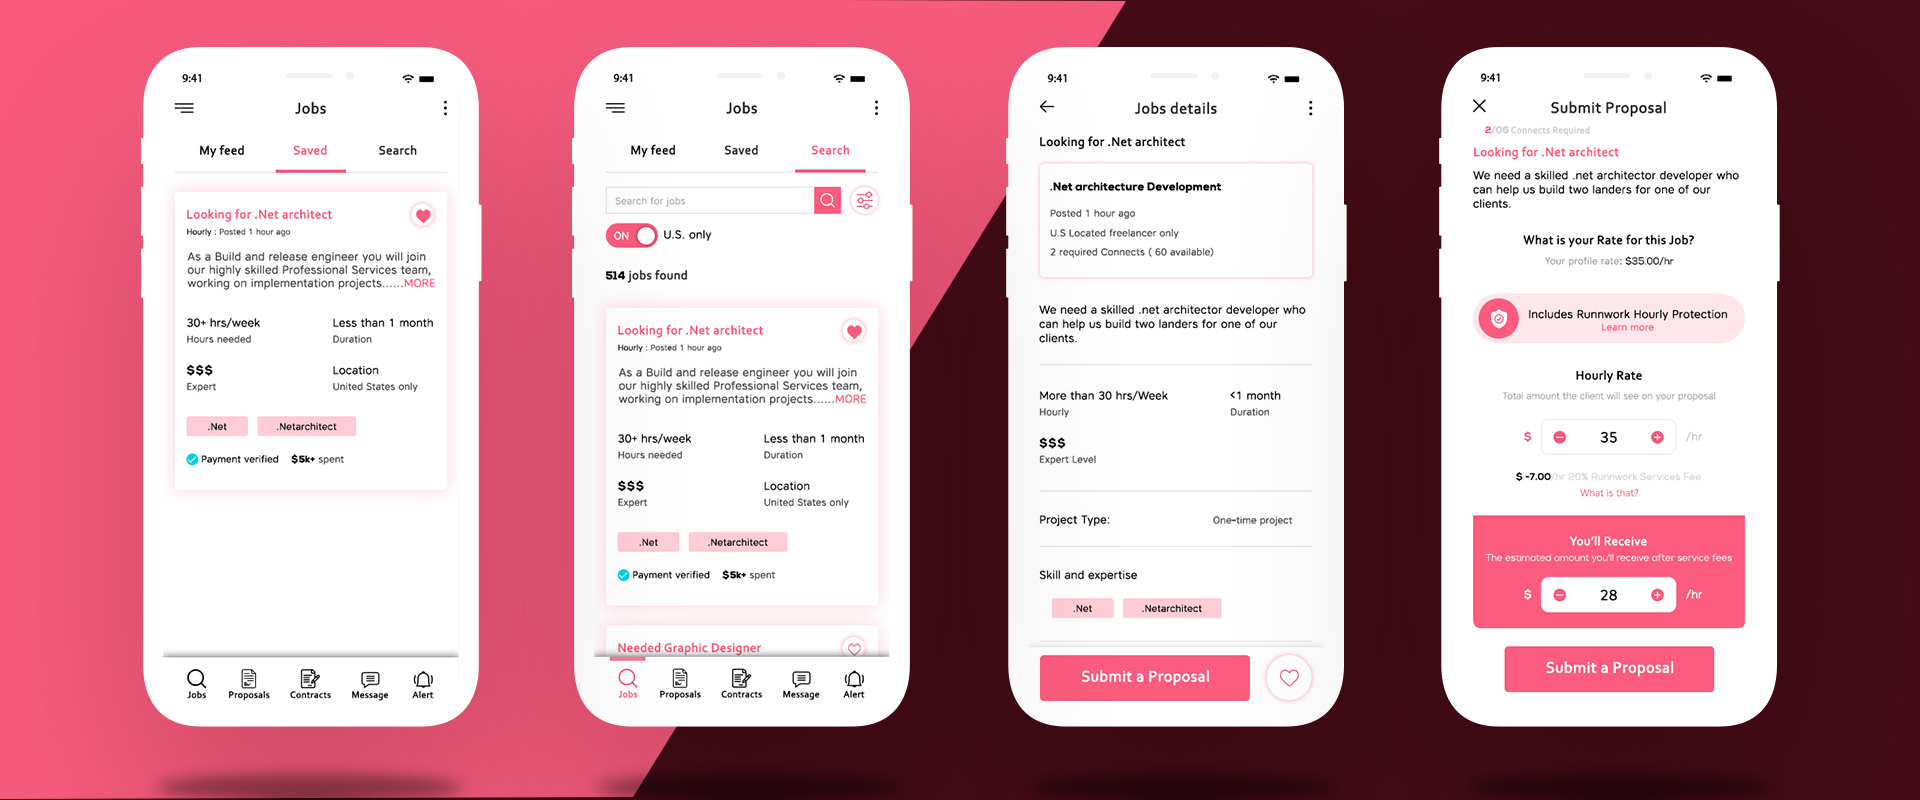 9:41
Jobs
My feed Saved Search
Looking for .Net architect
Hourly : Posted 1 hour ago
As a Build and release engineer you will join
our highly skilled Professional Services team,
working on implementation projects......MORE
30+ hrs/week Less than 1 month
Hours needed Duration
$$$ Location
Expert United States only
.Net .Netarchitect
Payment verified $5k+ spent
Jobs Proposals Contracts Message Alert
9:41
Jobs
My feed Saved Search
Search for jobs
ON U.S. only
514 jobs found
Looking for .Net architect
Hourly : Posted 1 hour ago
As a Build and release engineer you will join
our highly skilled Professional Services team,
working on implementation projects......MORE
30+ hrs/week Less than 1 month
Hours needed Duration
$$$ Location
Expert United States only
.Net .Netarchitect
Payment verified $5k+ spent
Needed Graphic Designer
Jobs Proposals Contracts Message Alert
9:41
Jobs details
Looking for .Net architect
.Net architecture Development
Posted 1 hour ago
U.S Located freelancer only
2 required Connects ( 60 available)
We need a skilled .net architector developer who
can help us build two landers for one of our
clients.
More than 30 hrs/Week <1 month
Hourly Duration
$$$
Expert Level
Project Type: One-time project
Skill and expertise
.Net .Netarchitect
Submit a Proposal
9:41
Submit Proposal
2/06 Connects Required
Looking for .Net architect
We need a skilled .net architector developer who
can help us build two landers for one of our
clients.
What is your Rate for this Job?
Your profile rate: $35.00/hr
Includes Runnwork Hourly Protection
Learn more
Hourly Rate
Total amount the client will see on your proposal
$ 35 /hr
$ -7.00/hr 20% Runnwork Services Fee
What is that?
You'll Receive
The estimated amount you'll receive after service fees
$ 28 /hr
Submit a Proposal